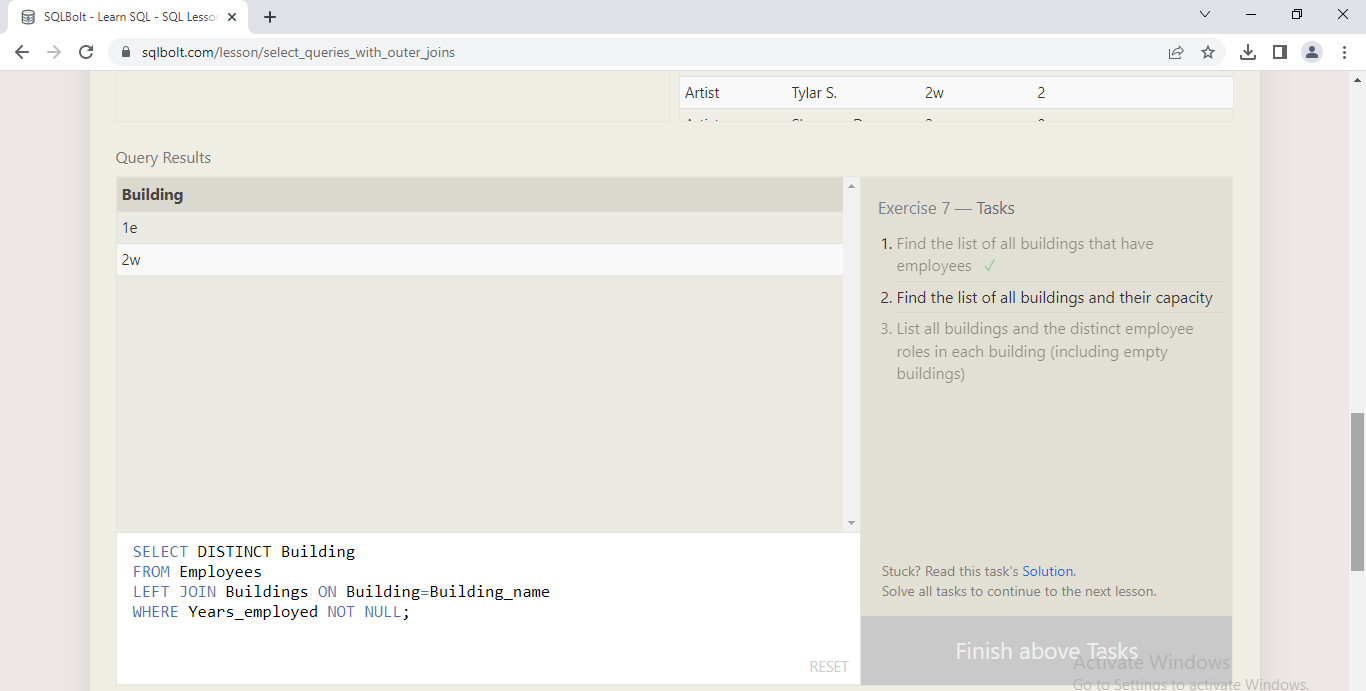 SQLBolt - Learn SQL - SQL Lesson
sqlbolt.com/lesson/select_queries_with_outer_joins
Artist Tylar S. 2w 2
Query Results
Building
1e
2w
Exercise 7 — Tasks
1. Find the list of all buildings that have
employees ✓
2. Find the list of all buildings and their capacity
3. List all buildings and the distinct employee
roles in each building (including empty
buildings)
SELECT DISTINCT Building
FROM Employees
LEFT JOIN Buildings ON Building=Building_name
WHERE Years_employed NOT NULL;
RESET
Stuck? Read this task's Solution.
Solve all tasks to continue to the next lesson.
Finish above Tasks
Activate Windows
Go to Settings to activate Windows.